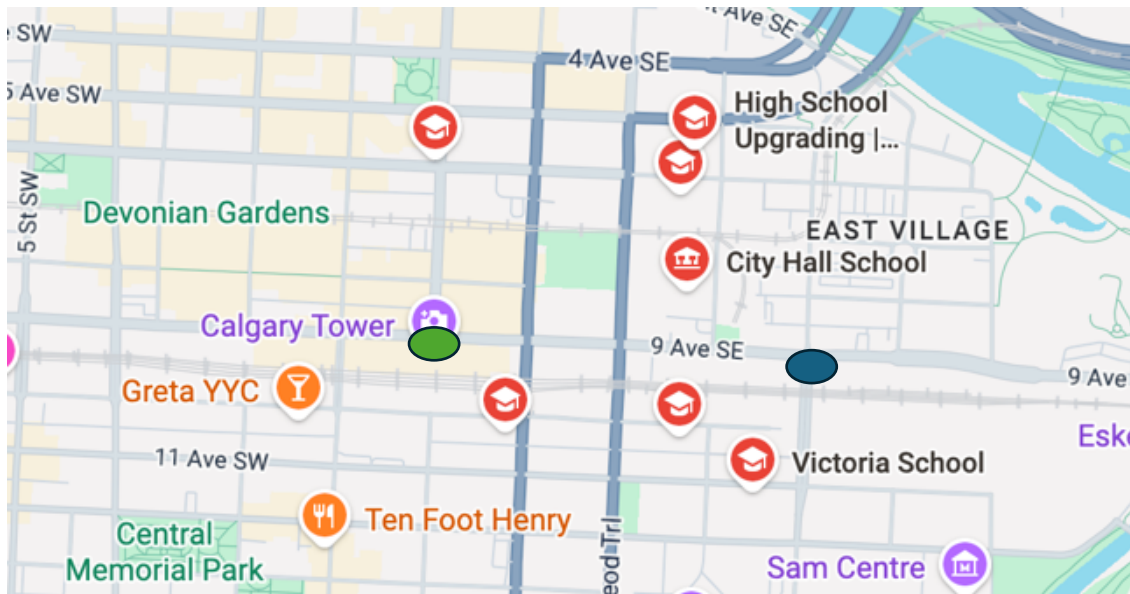 SW
t Ave SE
4 Ave SE
5 Ave SW
High School
Upgrading |...
5 St SW
Devonian Gardens
EAST VILLAGE
City Hall School
Calgary Tower
9 Ave SE
9 Ave
Greta YYC
Eske
11 Ave SW
Victoria School
Ten Foot Henry
Central
Memorial Park
eod Trl
Sam Centre